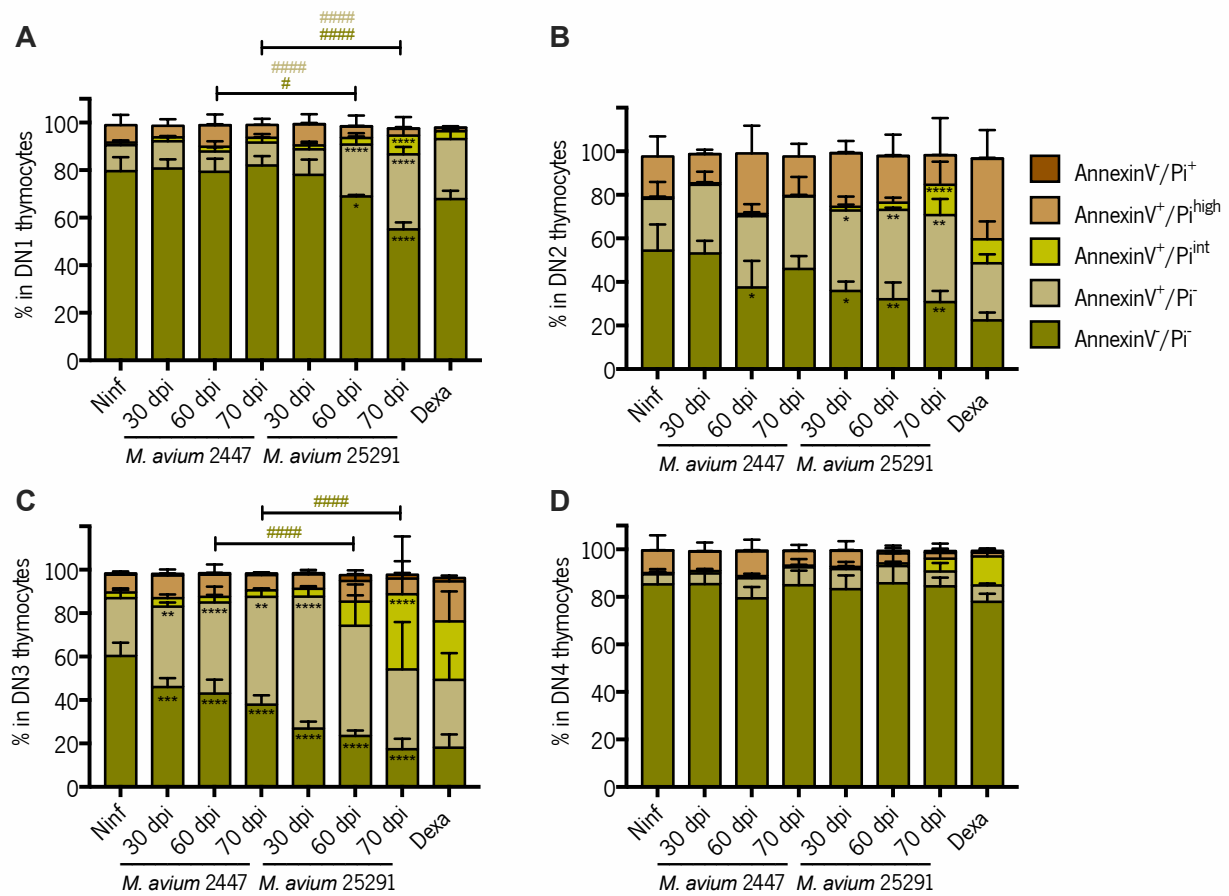 A
####
####
####
#
% in DN1 thymocytes
100
80
60
40
20
0
****
****
****
*
****
Ninf
30 dpi
60 dpi
70 dpi
30 dpi
60 dpi
70 dpi
Dexa
M. avium 2447
M. avium 25291
B
% in DN2 thymocytes
100
80
60
40
20
0
****
*
**
**
*
*
**
**
Ninf
30 dpi
60 dpi
70 dpi
30 dpi
60 dpi
70 dpi
Dexa
M. avium 2447
M. avium 25291
AnnexinV-/Pi+
AnnexinV+/Pihigh
AnnexinV+/Piint
AnnexinV+/Pi-
AnnexinV-/Pi-
C
####
####
% in DN3 thymocytes
100
80
60
40
20
0
**
****
**
****
****
***
****
****
****
****
****
Ninf
30 dpi
60 dpi
70 dpi
30 dpi
60 dpi
70 dpi
Dexa
M. avium 2447
M. avium 25291
D
% in DN4 thymocytes
100
80
60
40
20
0
Ninf
30 dpi
60 dpi
70 dpi
30 dpi
60 dpi
70 dpi
Dexa
M. avium 2447
M. avium 25291